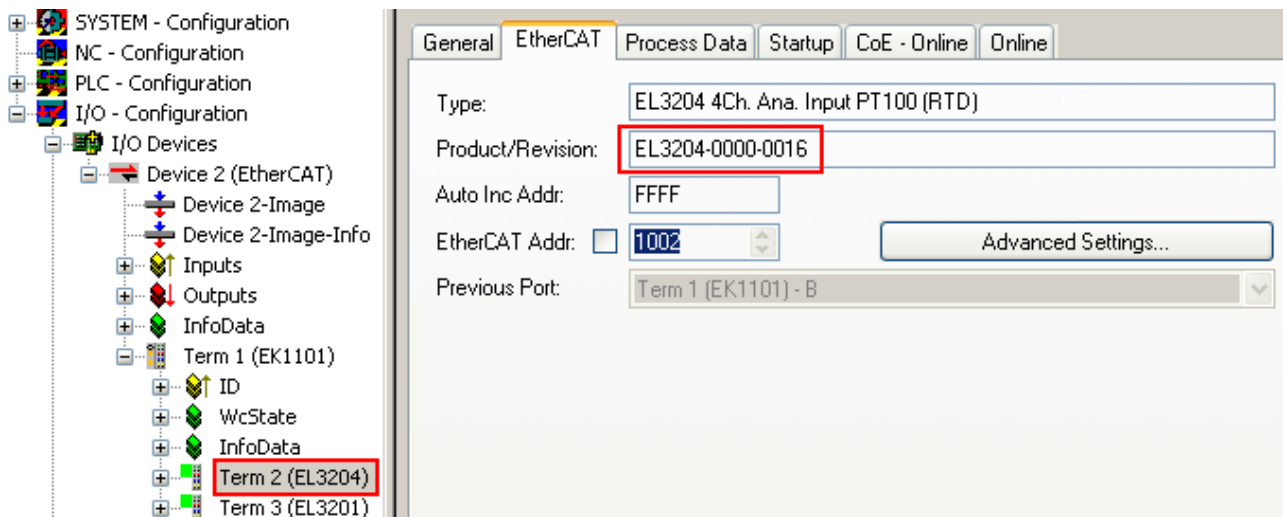 SYSTEM - Configuration
NC - Configuration
PLC - Configuration
I/O - Configuration
I/O Devices
Device 2 (EtherCAT)
Device 2-Image
Device 2-Image-Info
Inputs
Outputs
InfoData
Term 1 (EK1101)
ID
WcState
InfoData
Term 2 (EL3204)
Term 3 (EL3201)
General EtherCAT Process Data Startup CoE - Online Online
Type: EL3204 4Ch. Ana. Input PT100 (RTD)
Product/Revision: EL3204-0000-0016
Auto Inc Addr: FFFF
EtherCAT Addr: 1002 Advanced Settings...
Previous Port: Term 1 (EK1101) - B